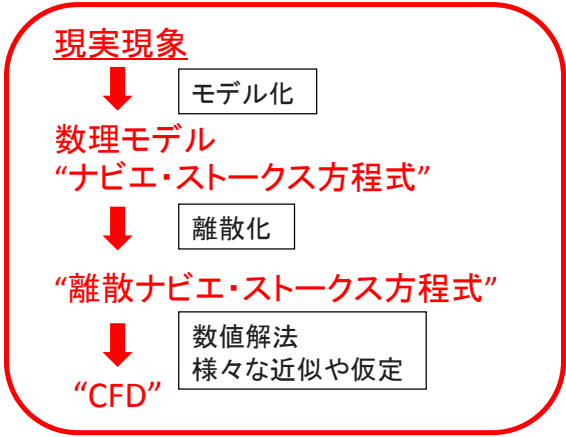 現実現象
モデル化
数理モデル
“ナビエ・ストークス方程式”
離散化
“離散ナビエ・ストークス方程式”
数値解法
様々な近似や仮定
“CFD”